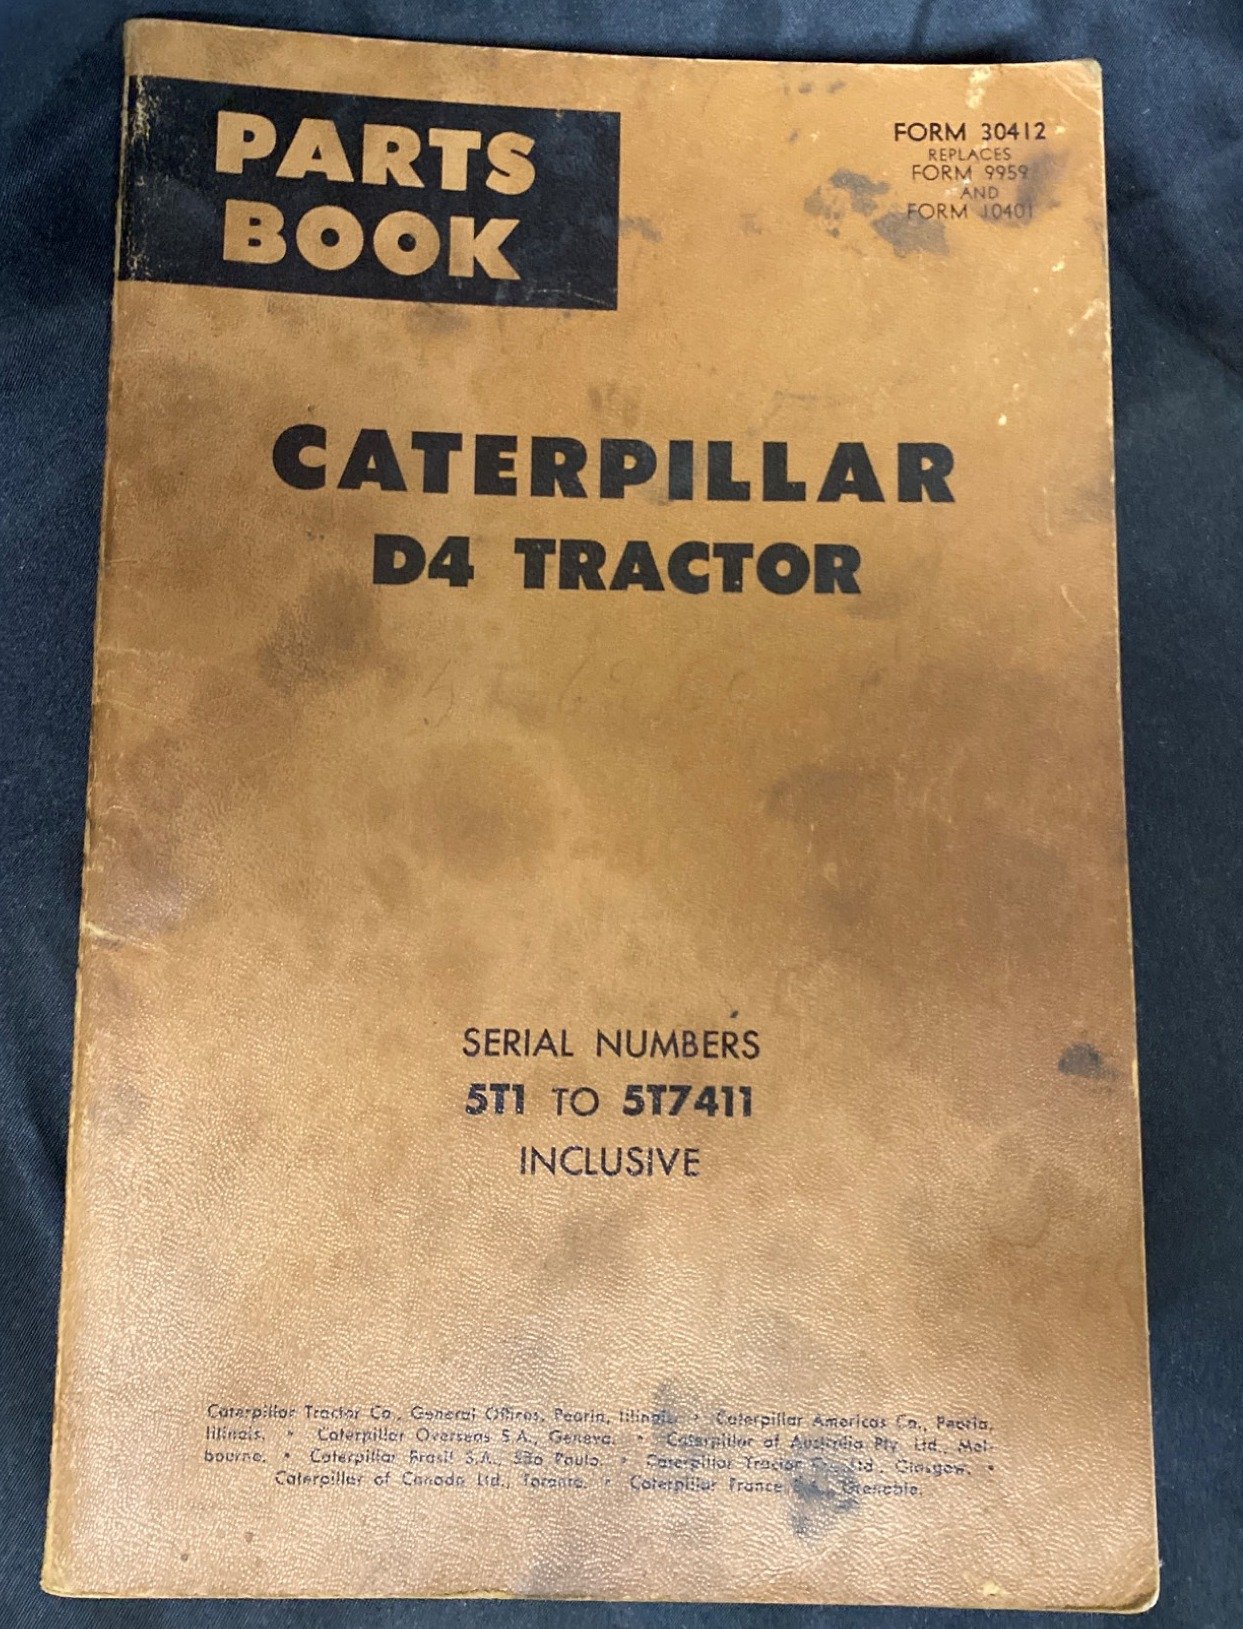 PARTS
BOOK
FORM 30412
REPLACES
FORM 9959
AND
FORM 10401
CATERPILLAR
D4 TRACTOR
SERIAL NUMBERS
5T1 TO 5T7411
INCLUSIVE
Caterpillar Tractor Co., General Offices, Peoria, Illinois. • Caterpillar Americas Co., Peoria,
Illinois. • Caterpillar Overseas S.A., Geneva. • Caterpillar of Australia Pty. Ltd., Mel-
bourne. • Caterpillar Brasil S.A., São Paulo. • Caterpillar Tractor Co. Ltd., Glasgow. •
Caterpillar of Canada Ltd., Toronto. • Caterpillar France Grenoble.